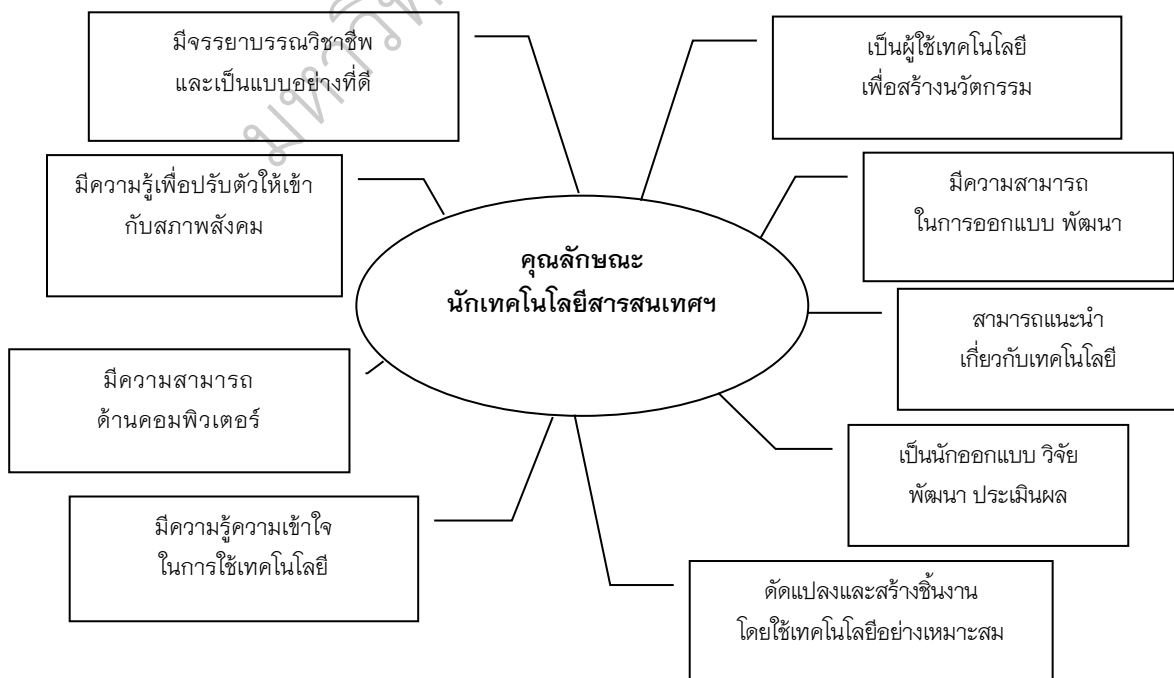 มหาวิท
มีจรรยาบรรณวิชาชีพ
และเป็นแบบอย่างที่ดี
เป็นผู้ใช้เทคโนโลยี
เพื่อสร้างนวัตกรรม
มีความรู้เพื่อปรับตัวให้เข้า
กับสภาพสังคม
มีความสามารถ
ในการออกแบบ พัฒนา
คุณลักษณะ
นักเทคโนโลยีสารสนเทศฯ
สามารถแนะนำ
เกี่ยวกับเทคโนโลยี
มีความสามารถ
ด้านคอมพิวเตอร์
เป็นนักออกแบบ วิจัย
พัฒนา ประเมินผล
มีความรู้ความเข้าใจ
ในการใช้เทคโนโลยี
ดัดแปลงและสร้างชิ้นงาน
โดยใช้เทคโนโลยีอย่างเหมาะสม